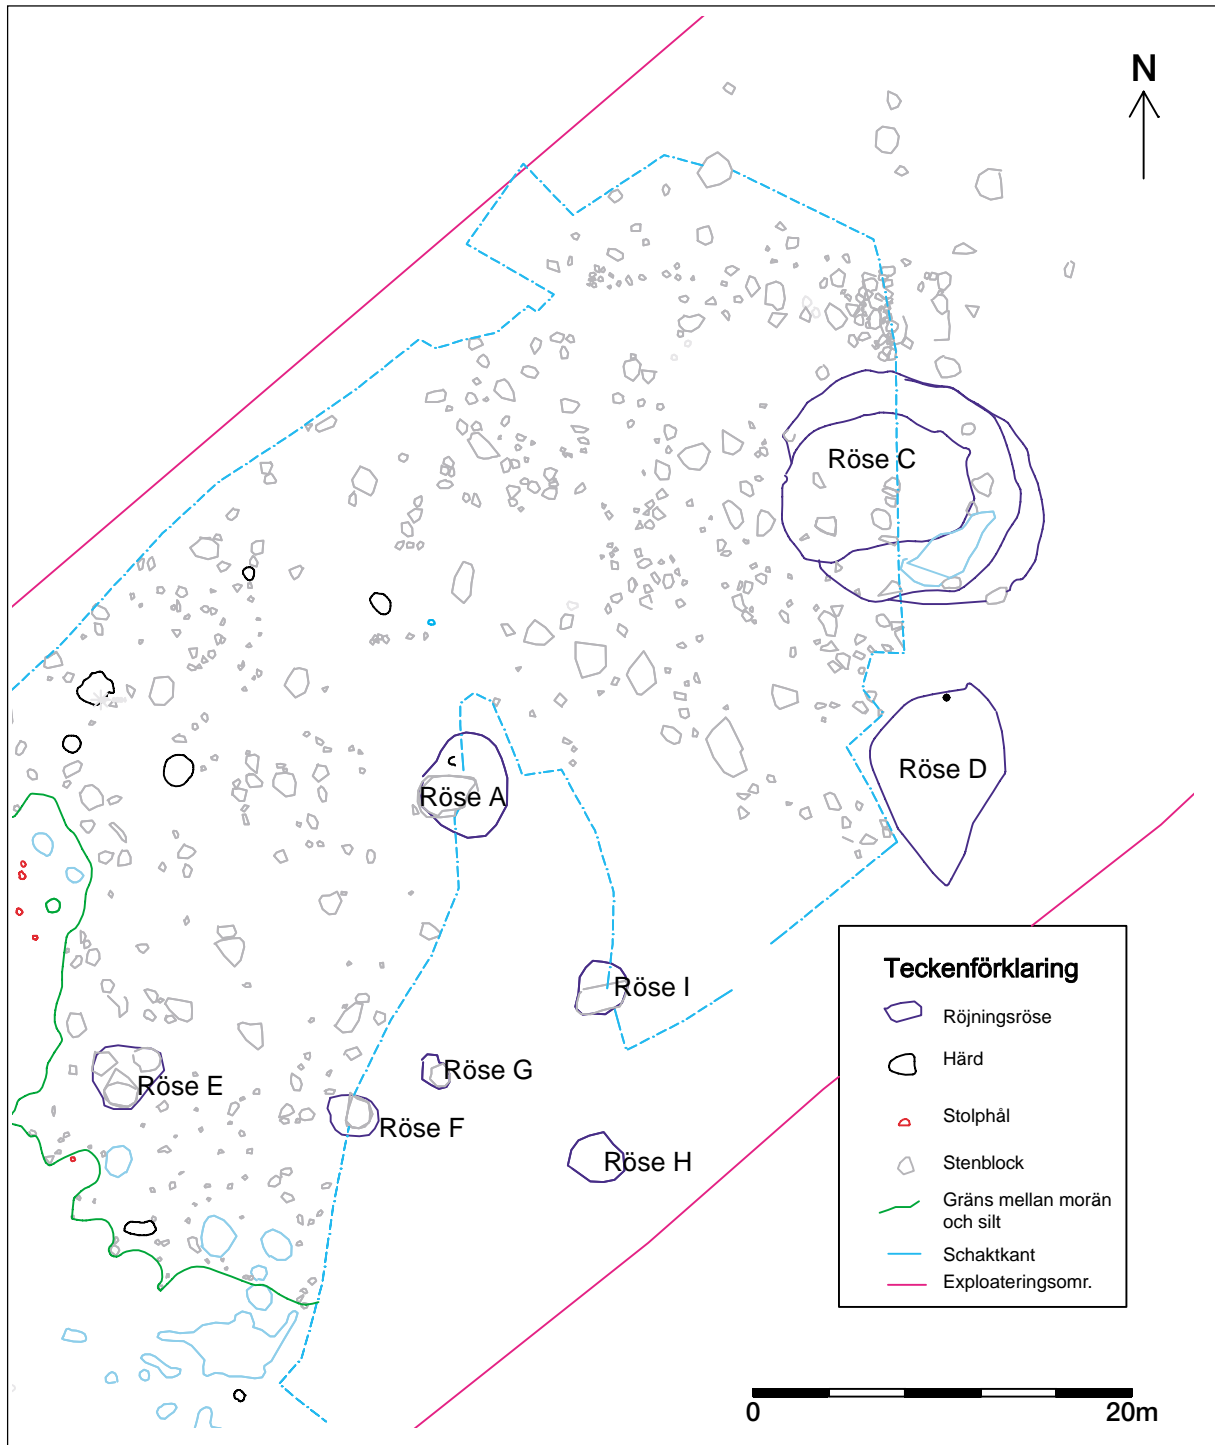 N
Röse C
Röse D
Röse A
Röse I
Röse G
Röse E
Röse F
Röse H
Teckenförklaring
Röjningsröse
Härd
Stolphål
Stenblock
Gräns mellan morän
och silt
Schaktkant
Exploateringsomr.
0 20m